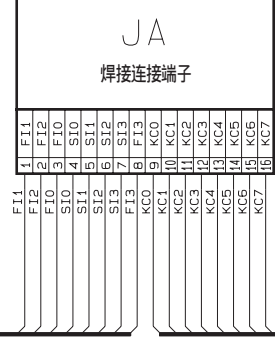 JA
焊接连接端子
1 FI1
2 FI2
3 FI0
4 SI0
5 SI1
6 SI2
7 SI3
8 FI3
9 KC0
10 KC1
11 KC2
12 KC3
13 KC4
14 KC5
15 KC6
16 KC7
FI1
FI2
FI0
SI0
SI1
SI2
SI3
FI3
KC0
KC1
KC2
KC3
KC4
KC5
KC6
KC7